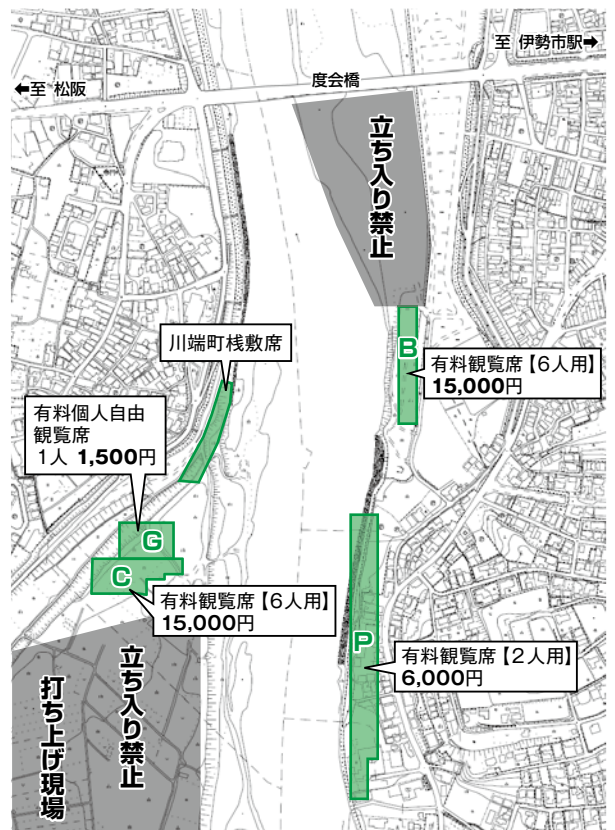 至 伊勢市駅➡
⬅至 松阪
度会橋
立ち入り禁止
川端町桟敷席
B
有料観覧席【6人用】
15,000円
有料個人自由
観覧席
1人 1,500円
G
C
有料観覧席【6人用】
15,000円
P
有料観覧席【2人用】
6,000円
立ち入り禁止
打ち上げ現場